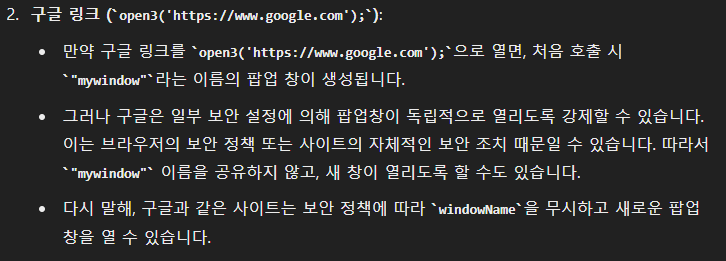 2. 구글 링크 (`open3('https://www.google.com');`):
• 만약 구글 링크를 `open3('https://www.google.com');`으로 열면, 처음 호출 시
`"mywindow"`라는 이름의 팝업 창이 생성됩니다.
• 그러나 구글은 일부 보안 설정에 의해 팝업창이 독립적으로 열리도록 강제할 수 있습니다.
이는 브라우저의 보안 정책 또는 사이트의 자체적인 보안 조치 때문일 수 있습니다. 따라서
`"mywindow"` 이름을 공유하지 않고, 새 창이 열리도록 할 수도 있습니다.
• 다시 말해, 구글과 같은 사이트는 보안 정책에 따라 `windowName`을 무시하고 새로운 팝업
창을 열 수 있습니다.